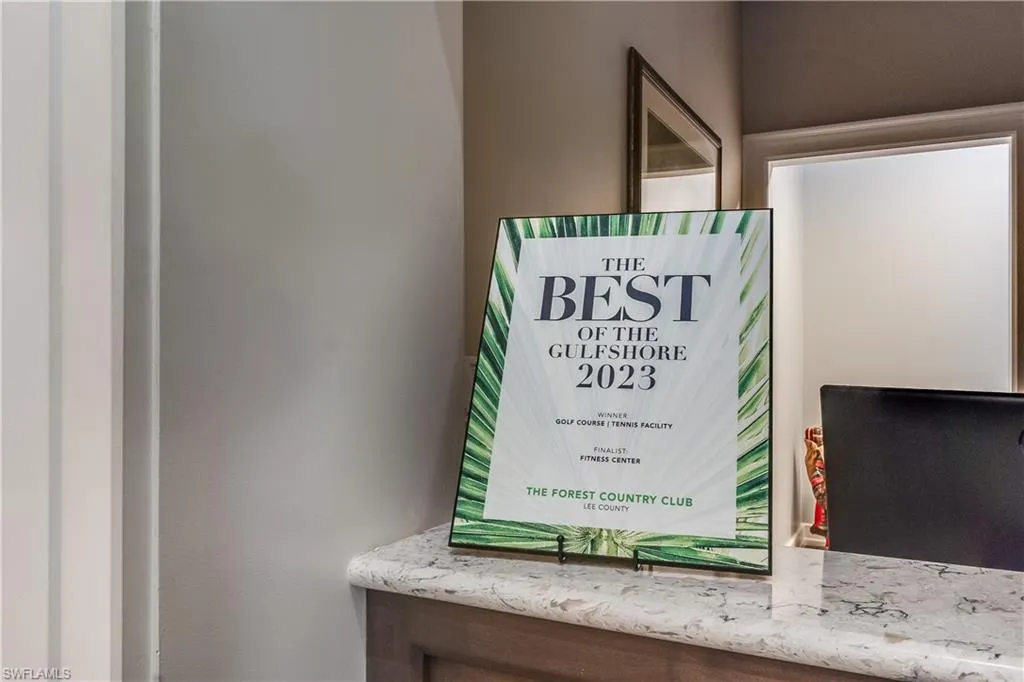 THE
BEST
OF THE
GULFSHORE
2023
WINNER:
GOLF COURSE | TENNIS FACILITY
FINALIST:
FITNESS CENTER
THE FOREST COUNTRY CLUB
LEE COUNTY
SWFLAMLS